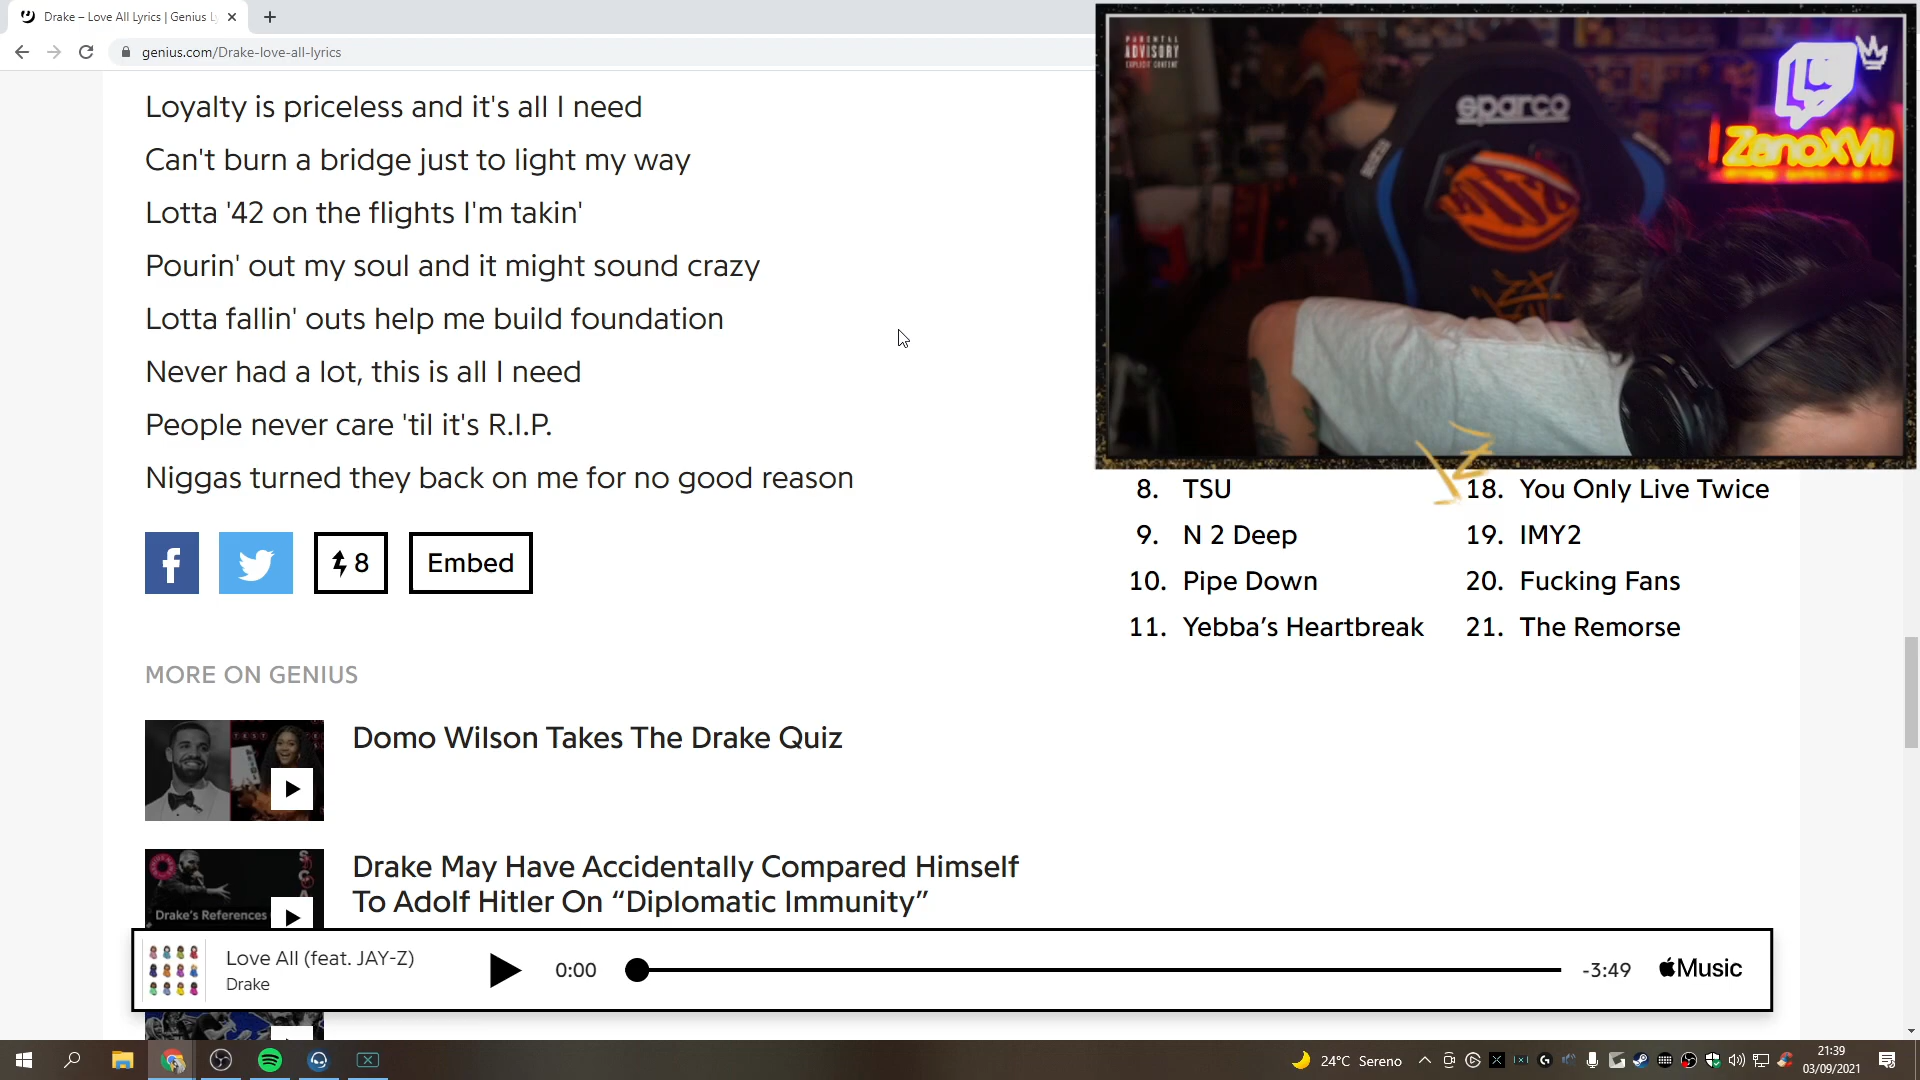 Drake – Love All Lyrics | Genius Ly
genius.com/Drake-love-all-lyrics
PARENTAL
ADVISORY
EXPLICIT CONTENT
sparco
ZanoXVII
Loyalty is priceless and it's all I need
Can't burn a bridge just to light my way
Lotta '42 on the flights I'm takin'
Pourin' out my soul and it might sound crazy
Lotta fallin' outs help me build foundation
Never had a lot, this is all I need
People never care 'til it's R.I.P.
Niggas turned they back on me for no good reason
8. TSU
9. N 2 Deep
10. Pipe Down
11. Yebba's Heartbreak
18. You Only Live Twice
19. IMY2
20. Fucking Fans
21. The Remorse
8
Embed
MORE ON GENIUS
Domo Wilson Takes The Drake Quiz
Drake May Have Accidentally Compared Himself
To Adolf Hitler On “Diplomatic Immunity”
Drake's References
Love All (feat. JAY-Z)
Drake
0:00
-3:49
Music
24°C Sereno
21:39
03/09/2021